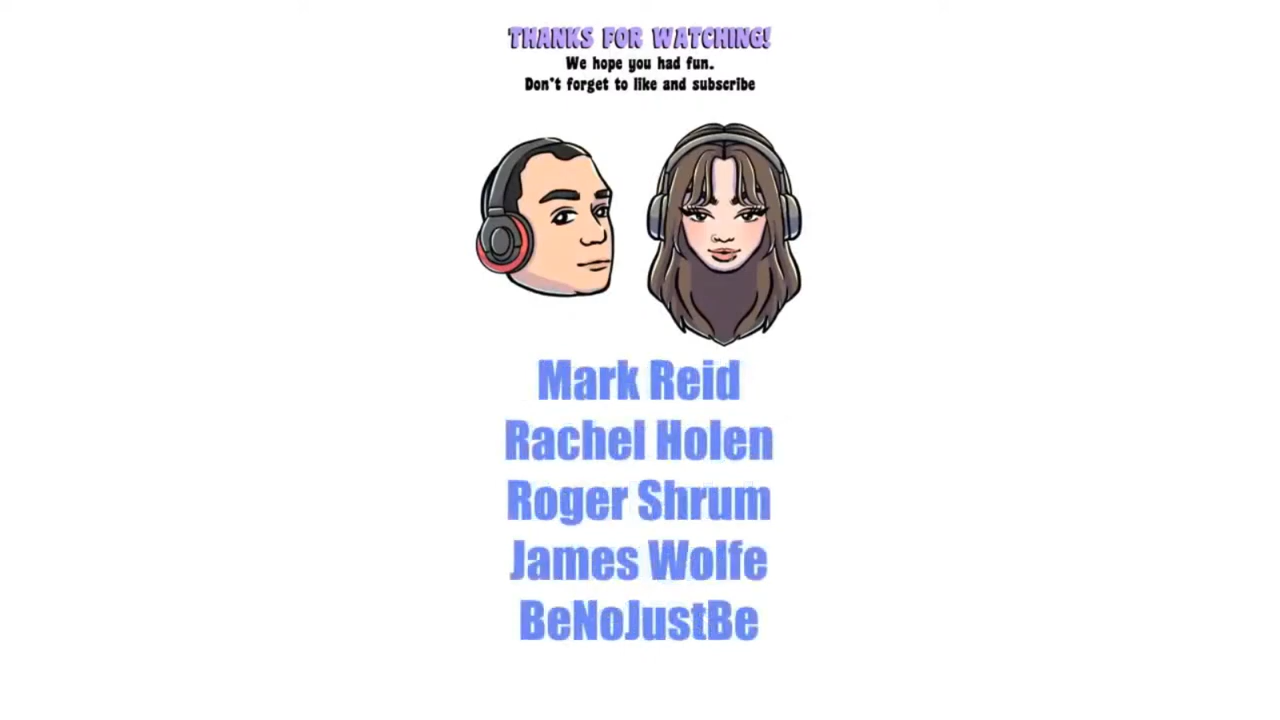 THANKS FOR WATCHING!
We hope you had fun.
Don't forget to like and subscribe
Mark Reid
Rachel Holen
Roger Shrum
James Wolfe
BeNoJustBe